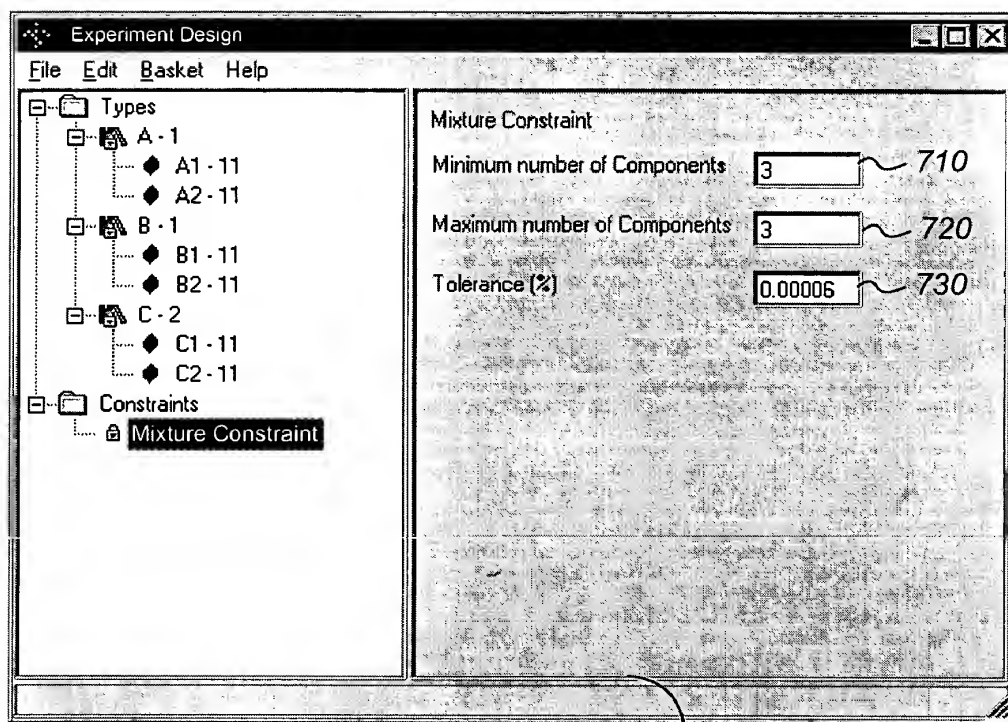 Experiment Design
File Edit Basket Help
Types
A - 1
A1 - 11
A2 - 11
B - 1
B1 - 11
B2 - 11
C - 2
C1 - 11
C2 - 11
Constraints
Mixture Constraint
Mixture Constraint
Minimum number of Components 3 710
Maximum number of Components 3 720
Tolerance (%) 0.00006 730